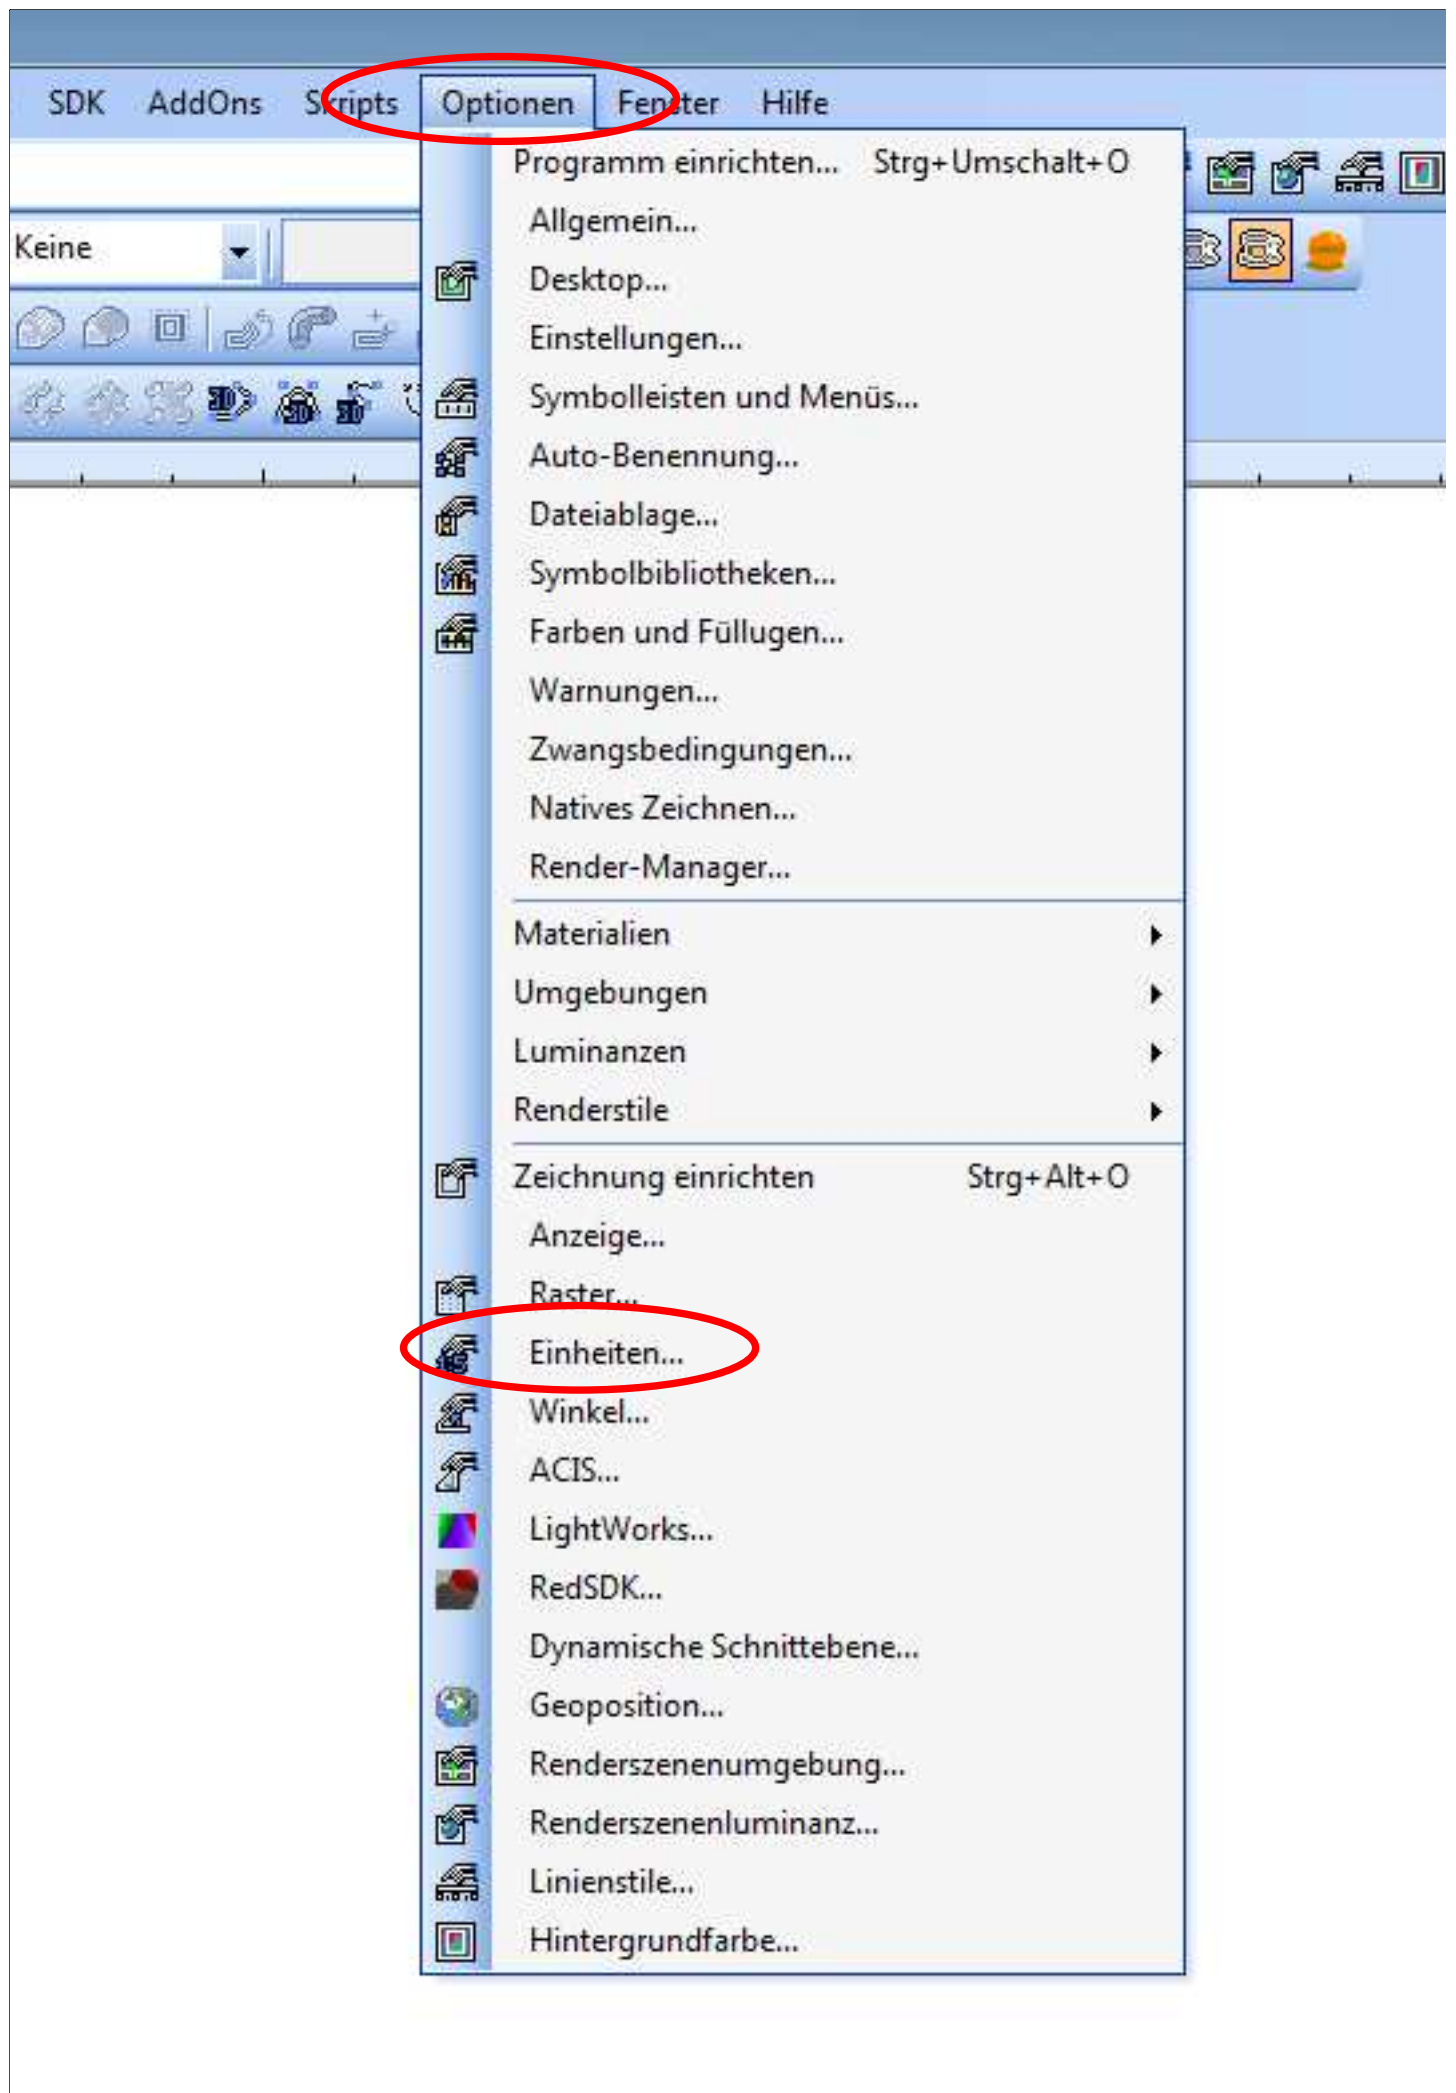 SDK AddOns Skripts Optionen Fenster Hilfe
Programm einrichten... Strg+Umschalt+O
Allgemein...
Keine
Desktop...
Einstellungen...
Symbolleisten und Menüs...
Auto-Benennung...
Dateiablage...
Symbolbibliotheken...
Farben und Füllugen...
Warnungen...
Zwangsbedingungen...
Natives Zeichnen...
Render-Manager...
Materialien
Umgebungen
Luminanzen
Renderstile
Zeichnung einrichten Strg+Alt+O
Anzeige...
Raster...
Einheiten...
Winkel...
ACIS...
LightWorks...
RedSDK...
Dynamische Schnittebene...
Geoposition...
Renderszenenumgebung...
Renderszenenluminanz...
Linienstile...
Hintergrundfarbe...